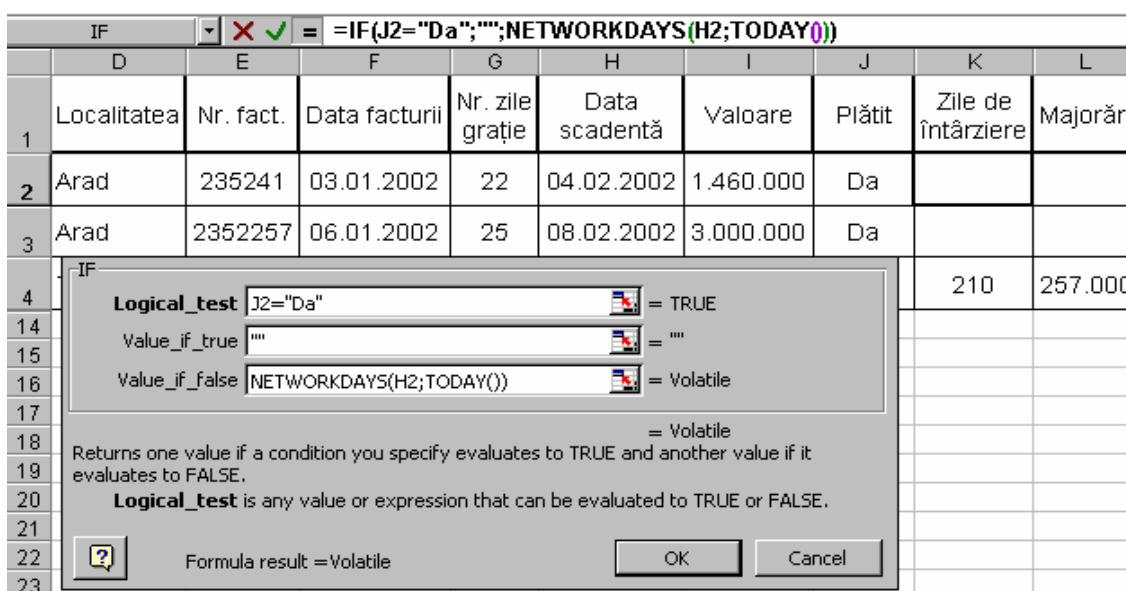 IF = =IF(J2="Da";"";NETWORKDAYS(H2;TODAY()))
D E F G H I J K L
1 Localitatea Nr. fact. Data facturii Nr. zile grație Data scadentă Valoare Plătit Zile de întârziere Majorăr
2 Arad 235241 03.01.2002 22 04.02.2002 1.460.000 Da
3 Arad 2352257 06.01.2002 25 08.02.2002 3.000.000 Da
4 210 257.000
IF
Logical_test J2="Da" = TRUE
14
Value_if_true "" = ""
15
16 Value_if_false NETWORKDAYS(H2;TODAY()) = Volatile
17
18 = Volatile
Returns one value if a condition you specify evaluates to TRUE and another value if it
19 evaluates to FALSE.
20 Logical_test is any value or expression that can be evaluated to TRUE or FALSE.
21
22 ? Formula result =Volatile OK Cancel
23